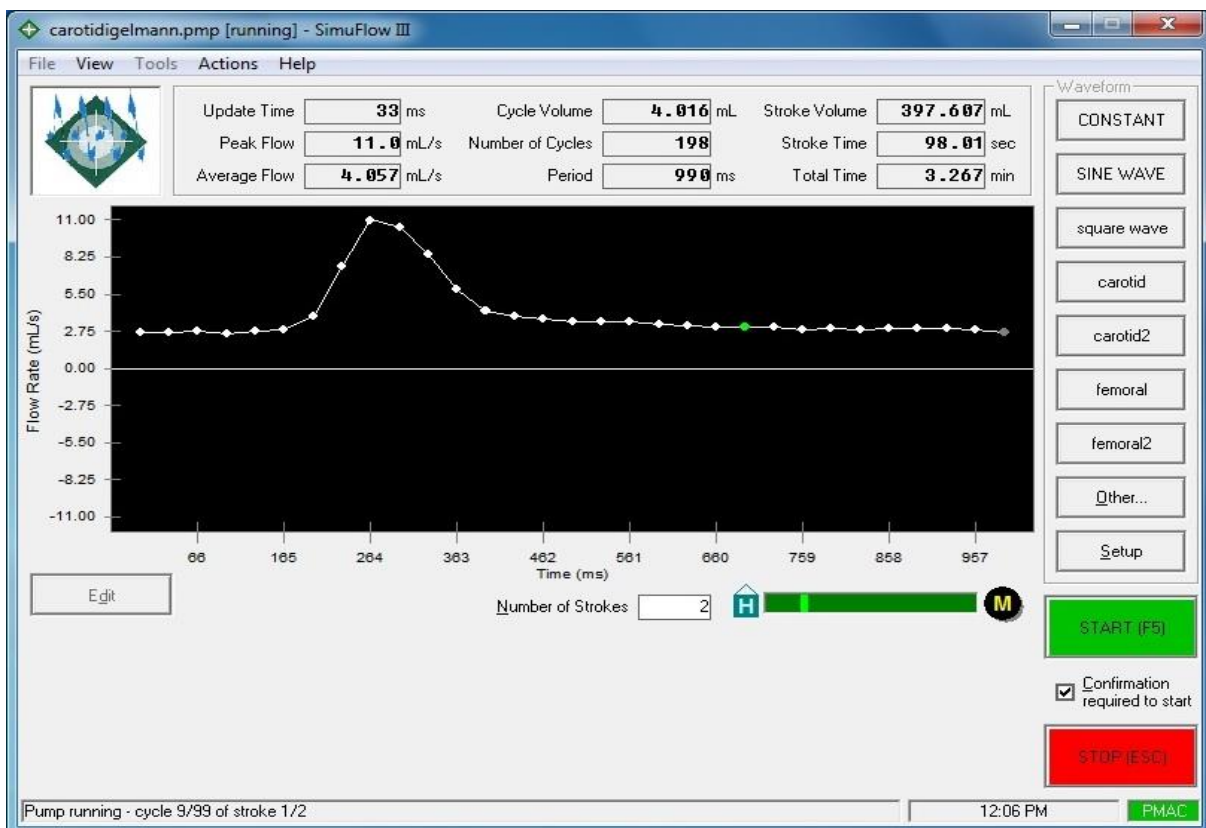 carotidigelmann.pmp [running] - SimuFlow III
File View Tools Actions Help
Update Time 33 ms Cycle Volume 4.016 mL Stroke Volume 397.607 mL
Peak Flow 11.0 mL/s Number of Cycles 198 Stroke Time 98.01 sec
Average Flow 4.057 mL/s Period 990 ms Total Time 3.267 min
Waveform
CONSTANT
SINE WAVE
square wave
carotid
carotid2
femoral
femoral2
Other...
Setup
Flow Rate (mL/s)
11.00
8.25
5.50
2.75
0.00
-2.75
-5.50
-8.25
-11.00
66 165 264 363 462 561 660 759 858 957
Time (ms)
Edit
Number of Strokes 2 H M
START (F5)
Confirmation
required to start
STOP (ESC)
Pump running - cycle 9/99 of stroke 1/2 12:06 PM PMAC